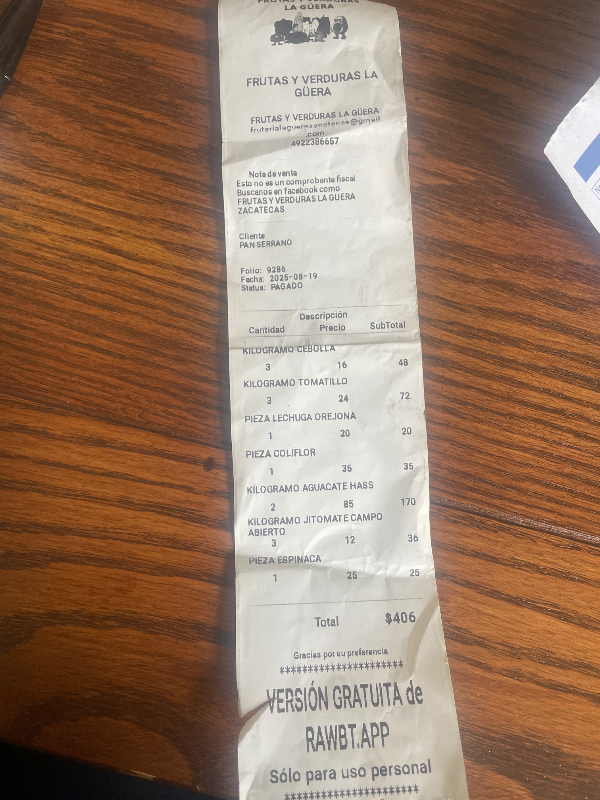 FRUTAS Y VERDURAS
LA GÜERA
FRUTAS Y VERDURAS LA
GÜERA
FRUTAS Y VERDURAS LA GÜERA
fruterialaguerazacatecas@gmail
.com
4922386667
Nota de venta
Esto no es un comprobante fiscal
Buscanos en facebook como
FRUTAS Y VERDURAS LA GUERA
ZACATECAS
Cliente
PAN SERRANO
Folio: 9286
Fecha: 2025-08-19
Status: PAGADO
Descripción
Cantidad Precio SubTotal
KILOGRAMO CEBOLLA
3 16 48
KILOGRAMO TOMATILLO
3 24 72
PIEZA LECHUGA OREJONA
1 20 20
PIEZA COLIFLOR
1 35 35
KILOGRAMO AGUACATE HASS
2 85 170
KILOGRAMO JITOMATE CAMPO
ABIERTO
3 12 36
PIEZA ESPINACA
1 25 25
Total $406
Gracias por su preferencia
***********************
VERSIÓN GRATUITA de
RAWBT.APP
Sólo para uso personal
***********************